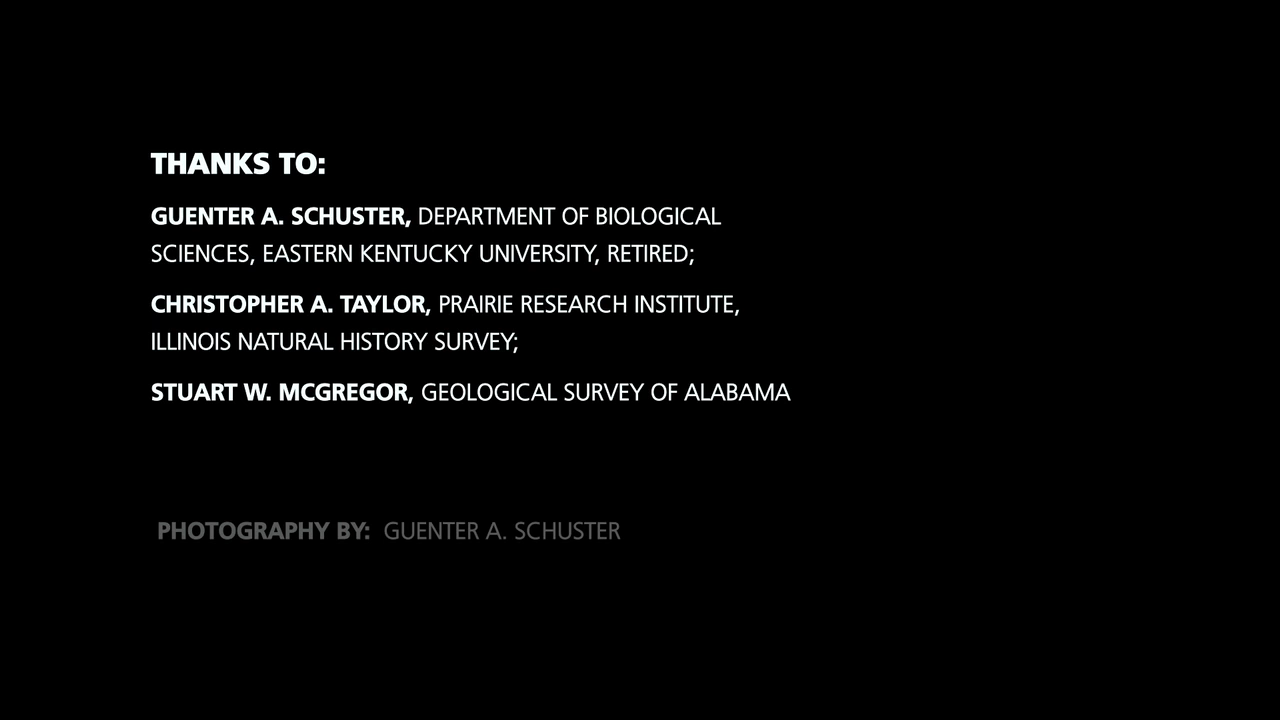 THANKS TO:
GUENTER A. SCHUSTER, DEPARTMENT OF BIOLOGICAL
SCIENCES, EASTERN KENTUCKY UNIVERSITY, RETIRED;
CHRISTOPHER A. TAYLOR, PRAIRIE RESEARCH INSTITUTE,
ILLINOIS NATURAL HISTORY SURVEY;
STUART W. MCGREGOR, GEOLOGICAL SURVEY OF ALABAMA
PHOTOGRAPHY BY: GUENTER A. SCHUSTER